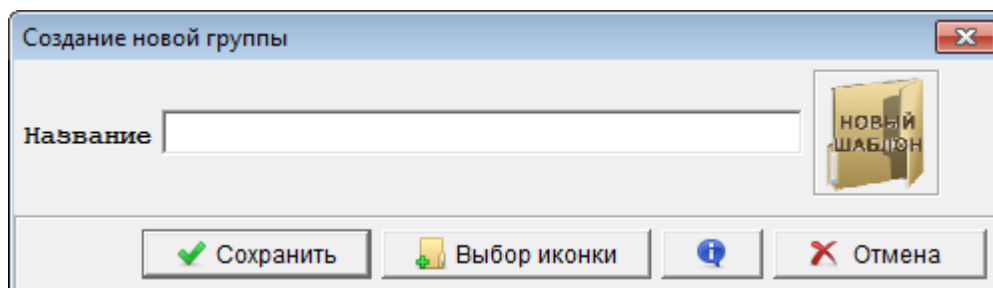 Создание новой группы
Название
НОВЫЙ
ШАБЛОН
Сохранить Выбор иконки Отмена